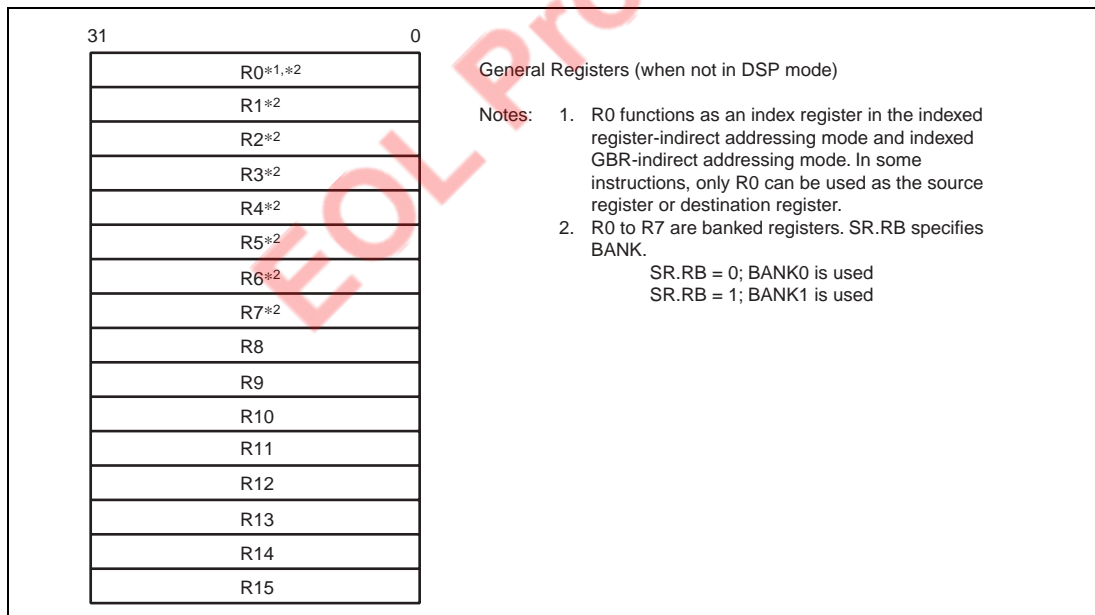 31 0
R0*1,*2
R1*2
R2*2
R3*2
R4*2
R5*2
R6*2
R7*2
R8
R9
R10
R11
R12
R13
R14
R15
General Registers (when not in DSP mode)
Notes: 1. R0 functions as an index register in the indexed
register-indirect addressing mode and indexed
GBR-indirect addressing mode. In some
instructions, only R0 can be used as the source
register or destination register.
2. R0 to R7 are banked registers. SR.RB specifies
BANK.
SR.RB = 0; BANK0 is used
SR.RB = 1; BANK1 is used
EOL Pro